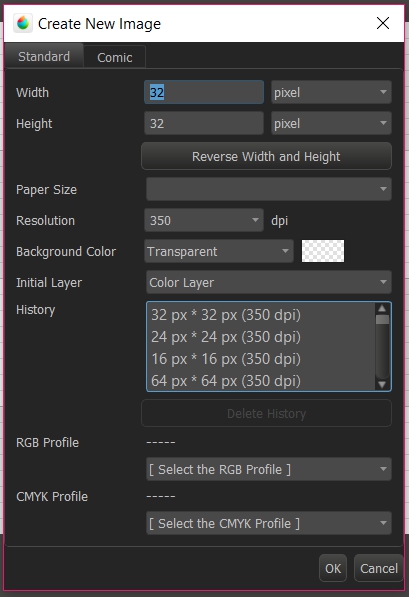 Create New Image
Standard Comic
Width 32 pixel
Height 32 pixel
Reverse Width and Height
Paper Size
Resolution 350 dpi
Background Color Transparent
Initial Layer Color Layer
History
32 px * 32 px (350 dpi)
24 px * 24 px (350 dpi)
16 px * 16 px (350 dpi)
64 px * 64 px (350 dpi)
Delete History
RGB Profile -----
[ Select the RGB Profile ]
CMYK Profile -----
[ Select the CMYK Profile ]
OK Cancel